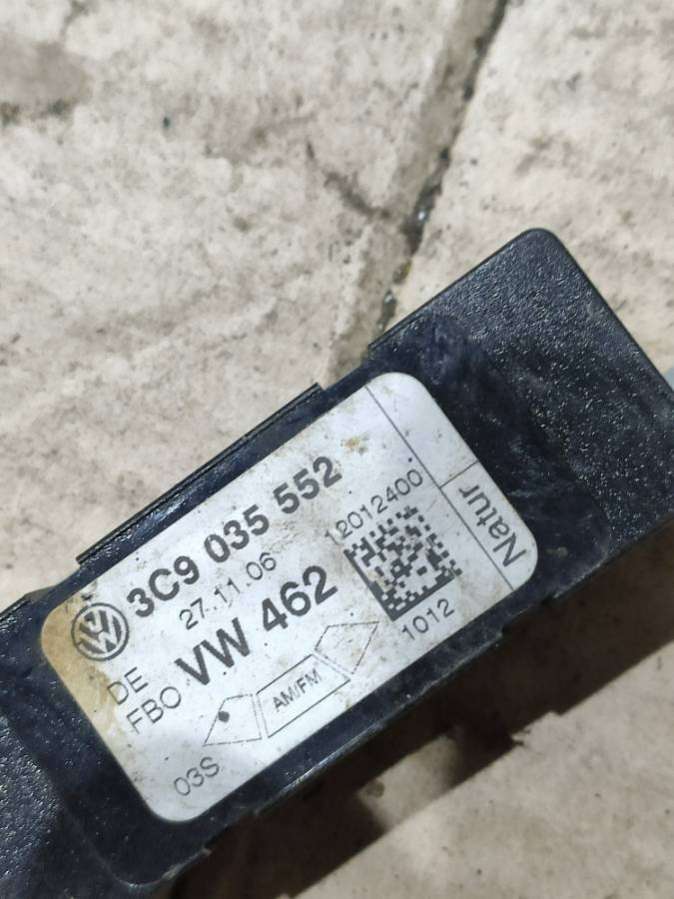 3C9 035 552
27.11.06
12012400
DE
FBO
VW 462
1012
Natur
AM/FM
03S